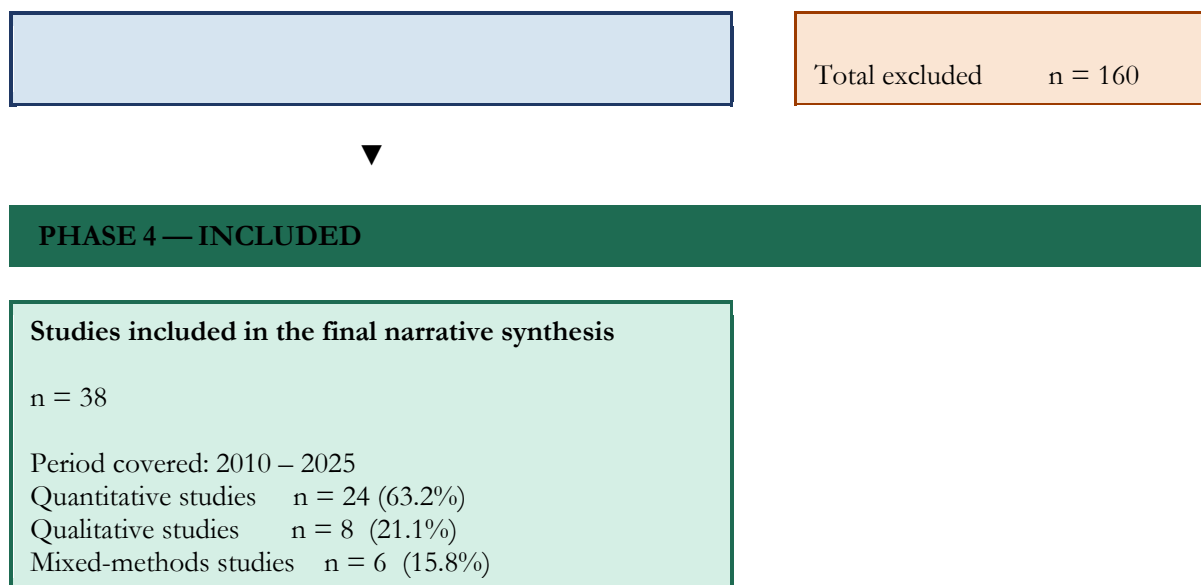 Total excluded n = 160
▼
PHASE 4 — INCLUDED
Studies included in the final narrative synthesis
n = 38
Period covered: 2010 – 2025
Quantitative studies n = 24 (63.2%)
Qualitative studies n = 8 (21.1%)
Mixed-methods studies n = 6 (15.8%)